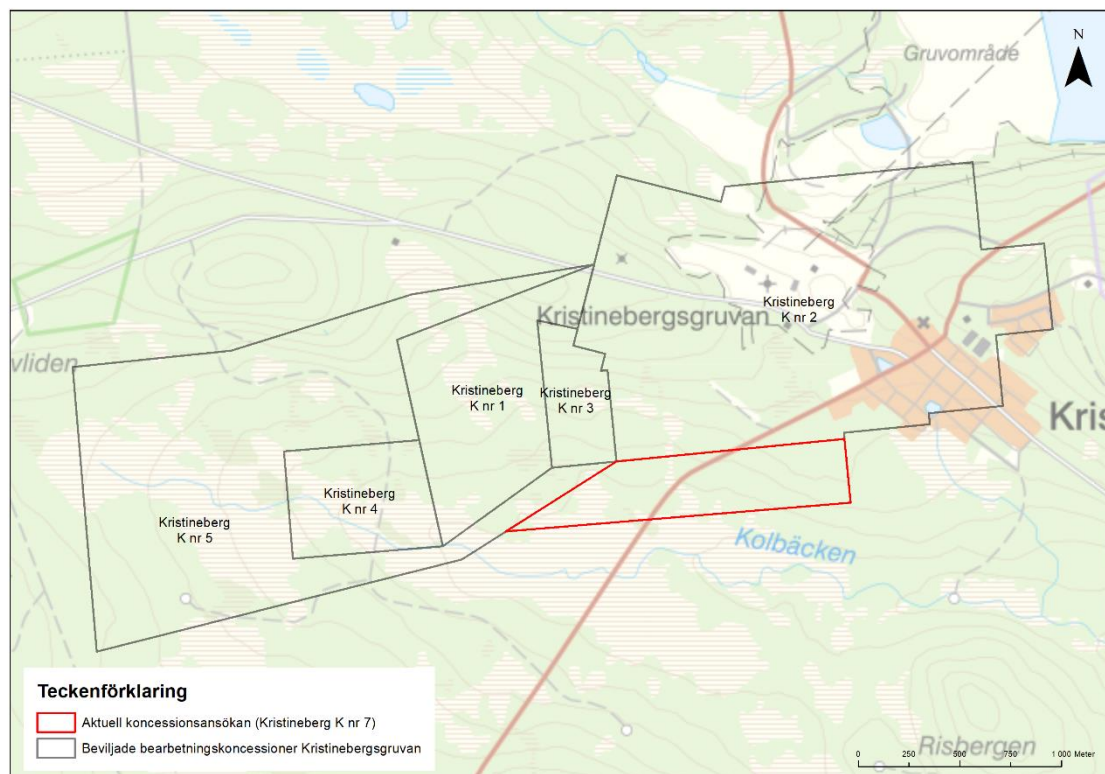 N
Gruvområde
Kristineberg
K nr 2
Kristinebergsgruvan
vliden
Kristineberg
K nr 1
Kristineberg
K nr 3
Kris
Kristineberg
K nr 4
Kristineberg
K nr 5
Kolbäcken
Teckenförklaring
Aktuell koncessionsansökan (Kristineberg K nr 7)
Beviljade bearbetningskoncessioner Kristinebergsgruvan
Risbergen
0 250 500 750 1 000 Meter